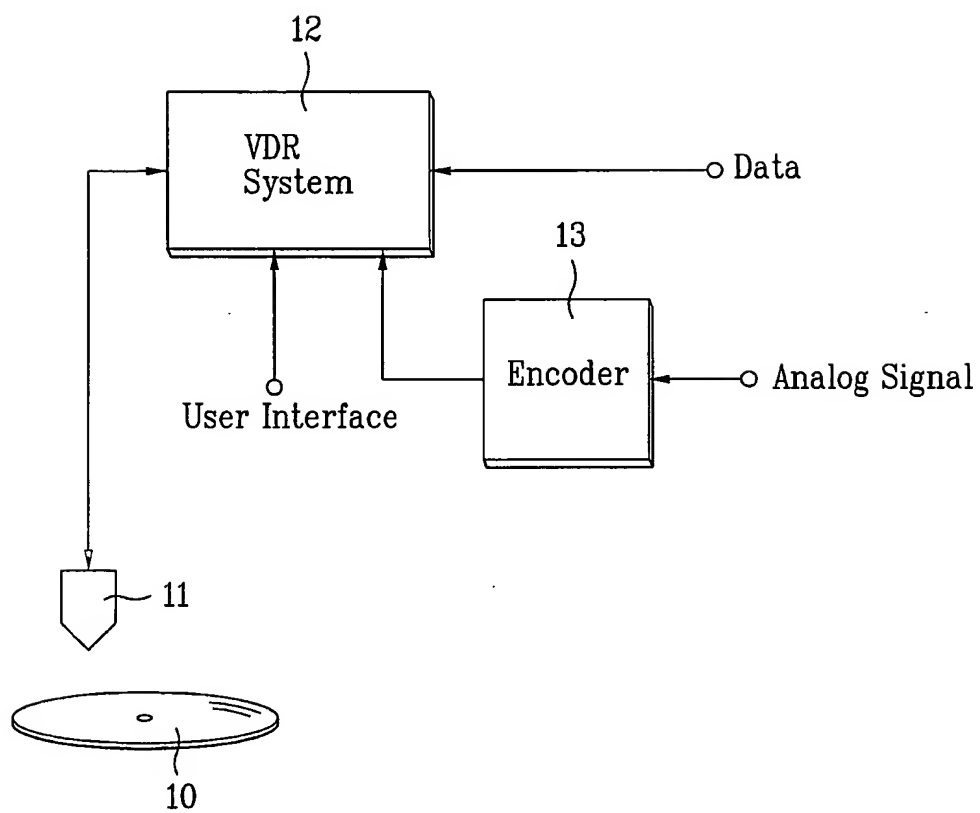 12
VDR
System
Data
13
Encoder
Analog Signal
User Interface
11
10